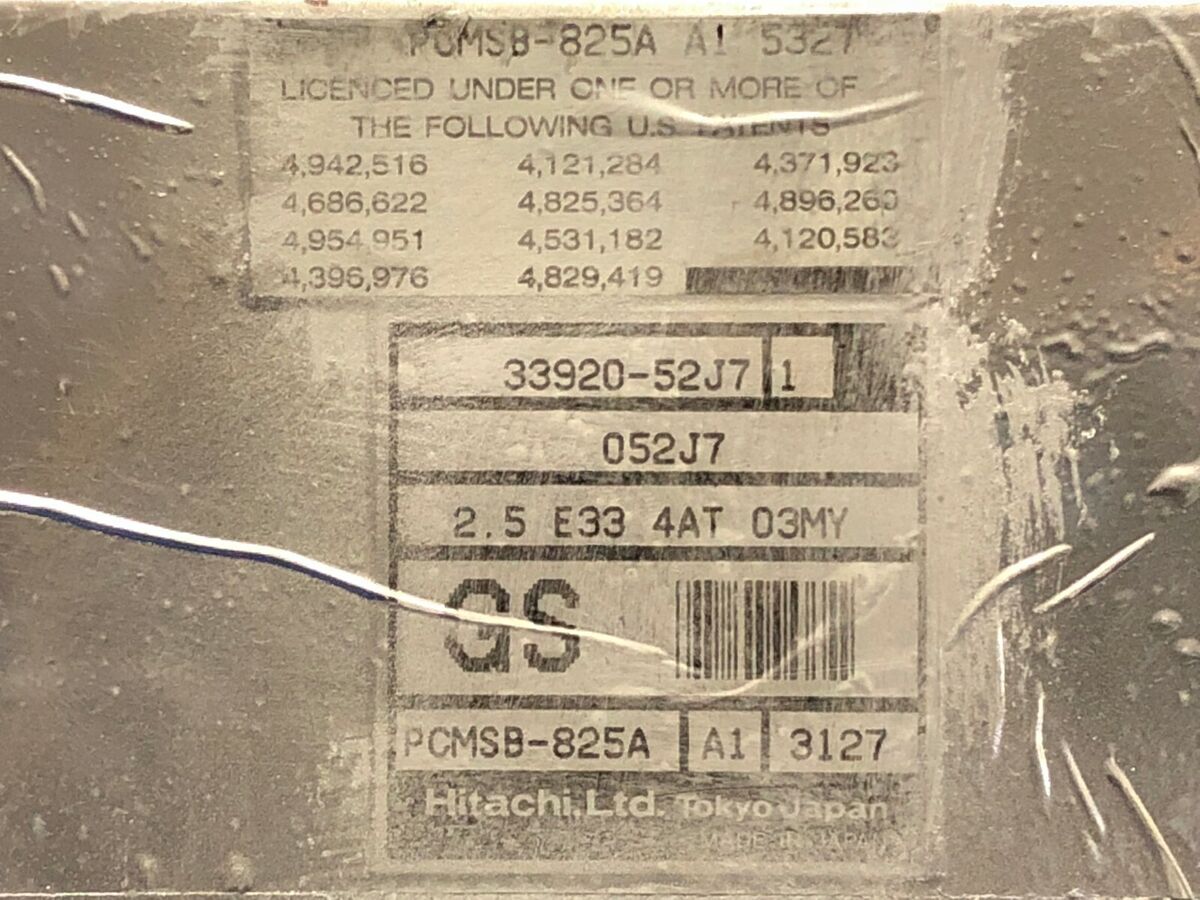 PCMSB-825A A1 5327
LICENCED UNDER ONE OR MORE OF
THE FOLLOWING U.S PATENTS
4,942,516 4,121,284 4,371,923
4,686,622 4,825,364 4,896,260
4,954,951 4,531,182 4,120,583
4,396,976 4,829,419
33920-52J7 1
052J7
2.5 E33 4AT 03MY
GS
PCMSB-825A A1 3127
Hitachi,Ltd. Tokyo Japan
MADE IN JAPAN